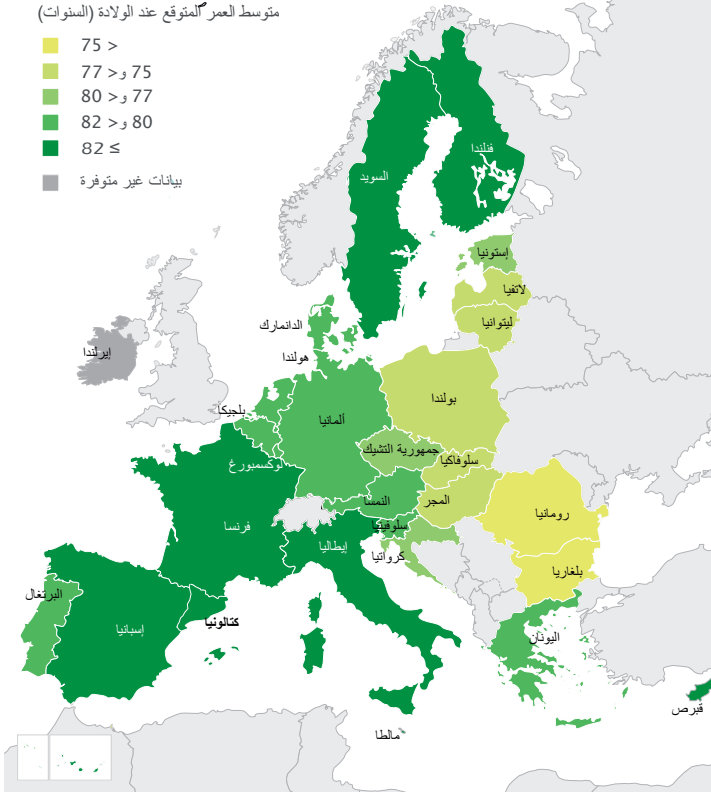 متوسط العمر المتوقع عند الولادة (السنوات)
75 >
75 و< 77
77 و< 80
80 و< 82
82 ≤
بيانات غير متوفرة
فنلندا
السويد
إستونيا
لاتفيا
ليتوانيا
الدانمارك
هولندا
إيرلندا
بولندا
بلجيكا
ألمانيا
جمهورية التشيك
سلوفاكيا
لوكسمبورغ
النمسا
المجر
رومانيا
فرنسا
سلوفينيا
إيطاليا
كرواتيا
بلغاريا
البرتغال
إسبانيا
كتالونيا
اليونان
قبرص
مالطا